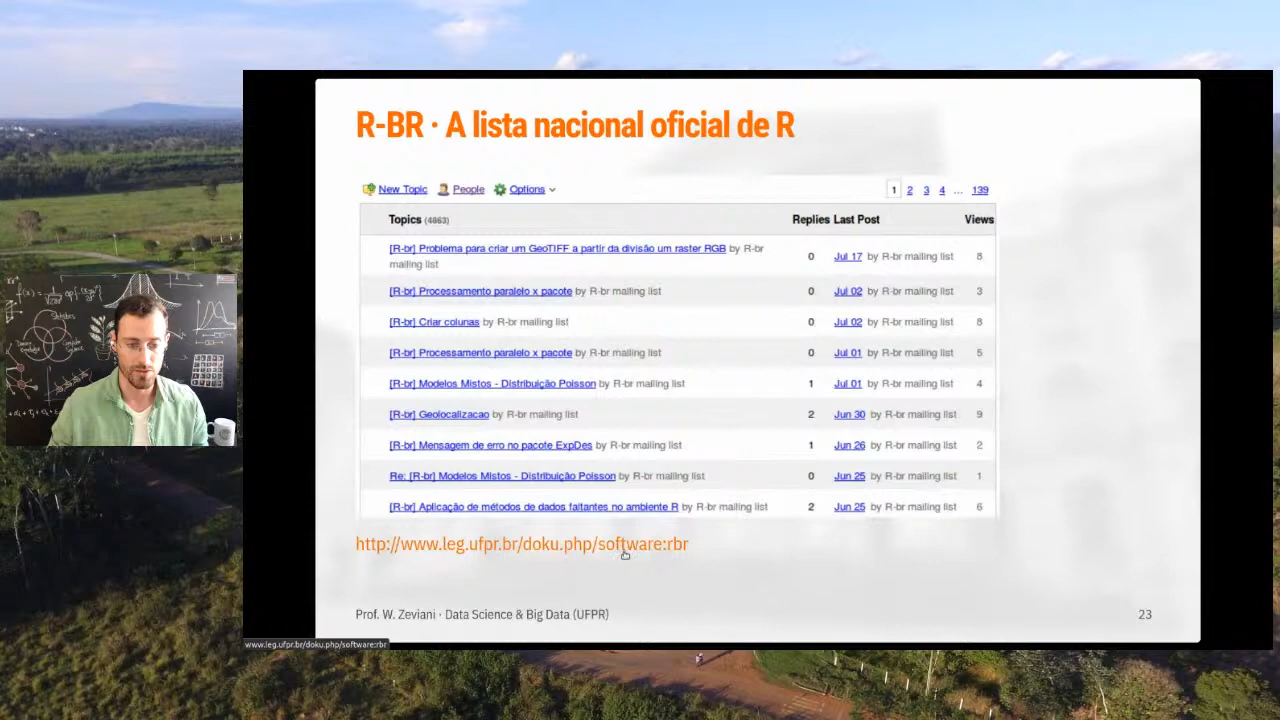 R-BR · A lista nacional oficial de R
New Topic People Options 1 2 3 4 ... 139
Topics (4863) Replies Last Post Views
[R-br] Problema para criar um GeoTIFF a partir da divisão um raster RGB by R-br
mailing list 0 Jul 17 by R-br mailing list 8
[R-br] Processamento paralelo x pacote by R-br mailing list 0 Jul 02 by R-br mailing list 3
[R-br] Criar colunas by R-br mailing list 0 Jul 02 by R-br mailing list 8
[R-br] Processamento paralelo x pacote by R-br mailing list 0 Jul 01 by R-br mailing list 5
[R-br] Modelos Mistos - Distribuição Poisson by R-br mailing list 1 Jul 01 by R-br mailing list 4
[R-br] Geolocalizacao by R-br mailing list 2 Jun 30 by R-br mailing list 9
[R-br] Mensagem de erro no pacote ExpDes by R-br mailing list 1 Jun 26 by R-br mailing list 2
Re: [R-br] Modelos Mistos - Distribuição Poisson by R-br mailing list 0 Jun 25 by R-br mailing list 1
[R-br] Aplicação de métodos de dados faltantes no ambiente R by R-br mailing list 2 Jun 25 by R-br mailing list 6
http://www.leg.ufpr.br/doku.php/software:rbr
Prof. W. Zeviani · Data Science & Big Data (UFPR) 23
www.leg.ufpr.br/doku.php/software:rbr
Statistics